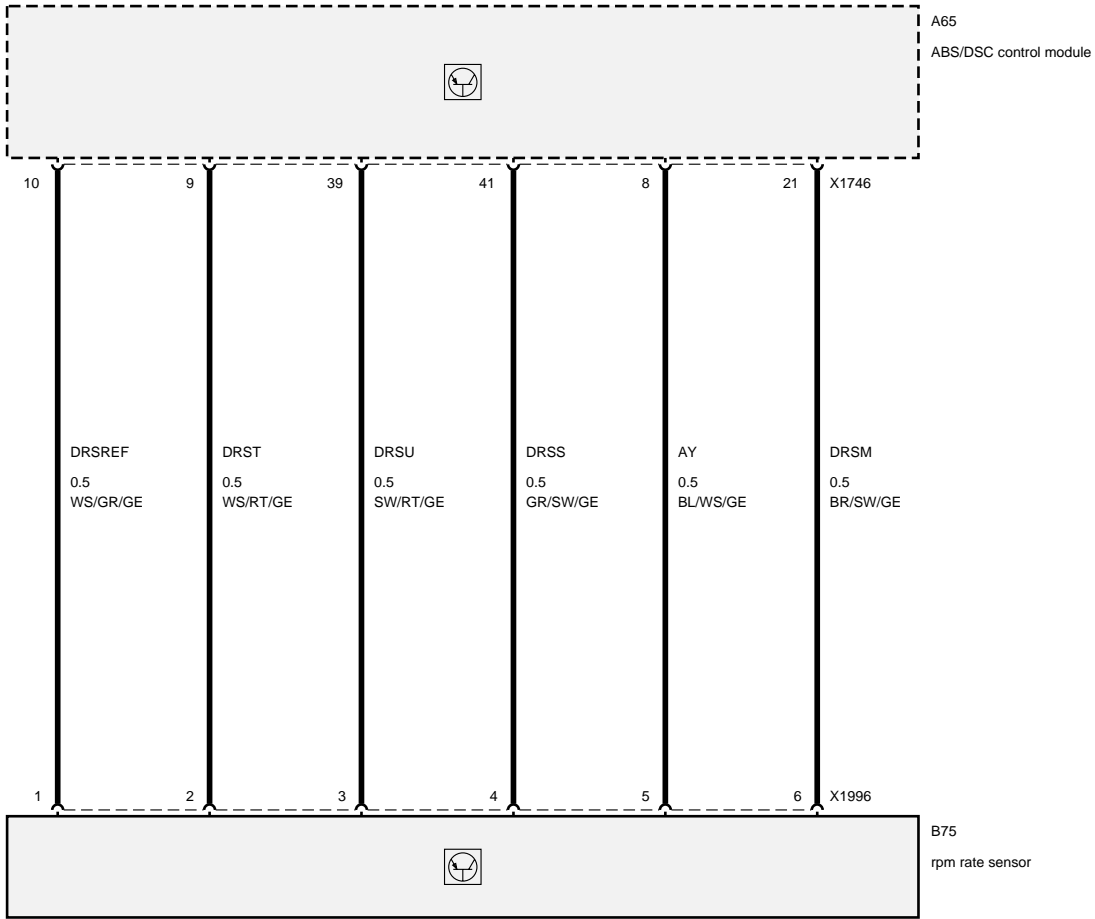 A65
ABS/DSC control module
10 9 39 41 8 21 X1746
DRSREF DRST DRSU DRSS AY DRSM
0.5 0.5 0.5 0.5 0.5 0.5
WS/GR/GE WS/RT/GE SW/RT/GE GR/SW/GE BL/WS/GE BR/SW/GE
1 2 3 4 5 6 X1996
B75
rpm rate sensor